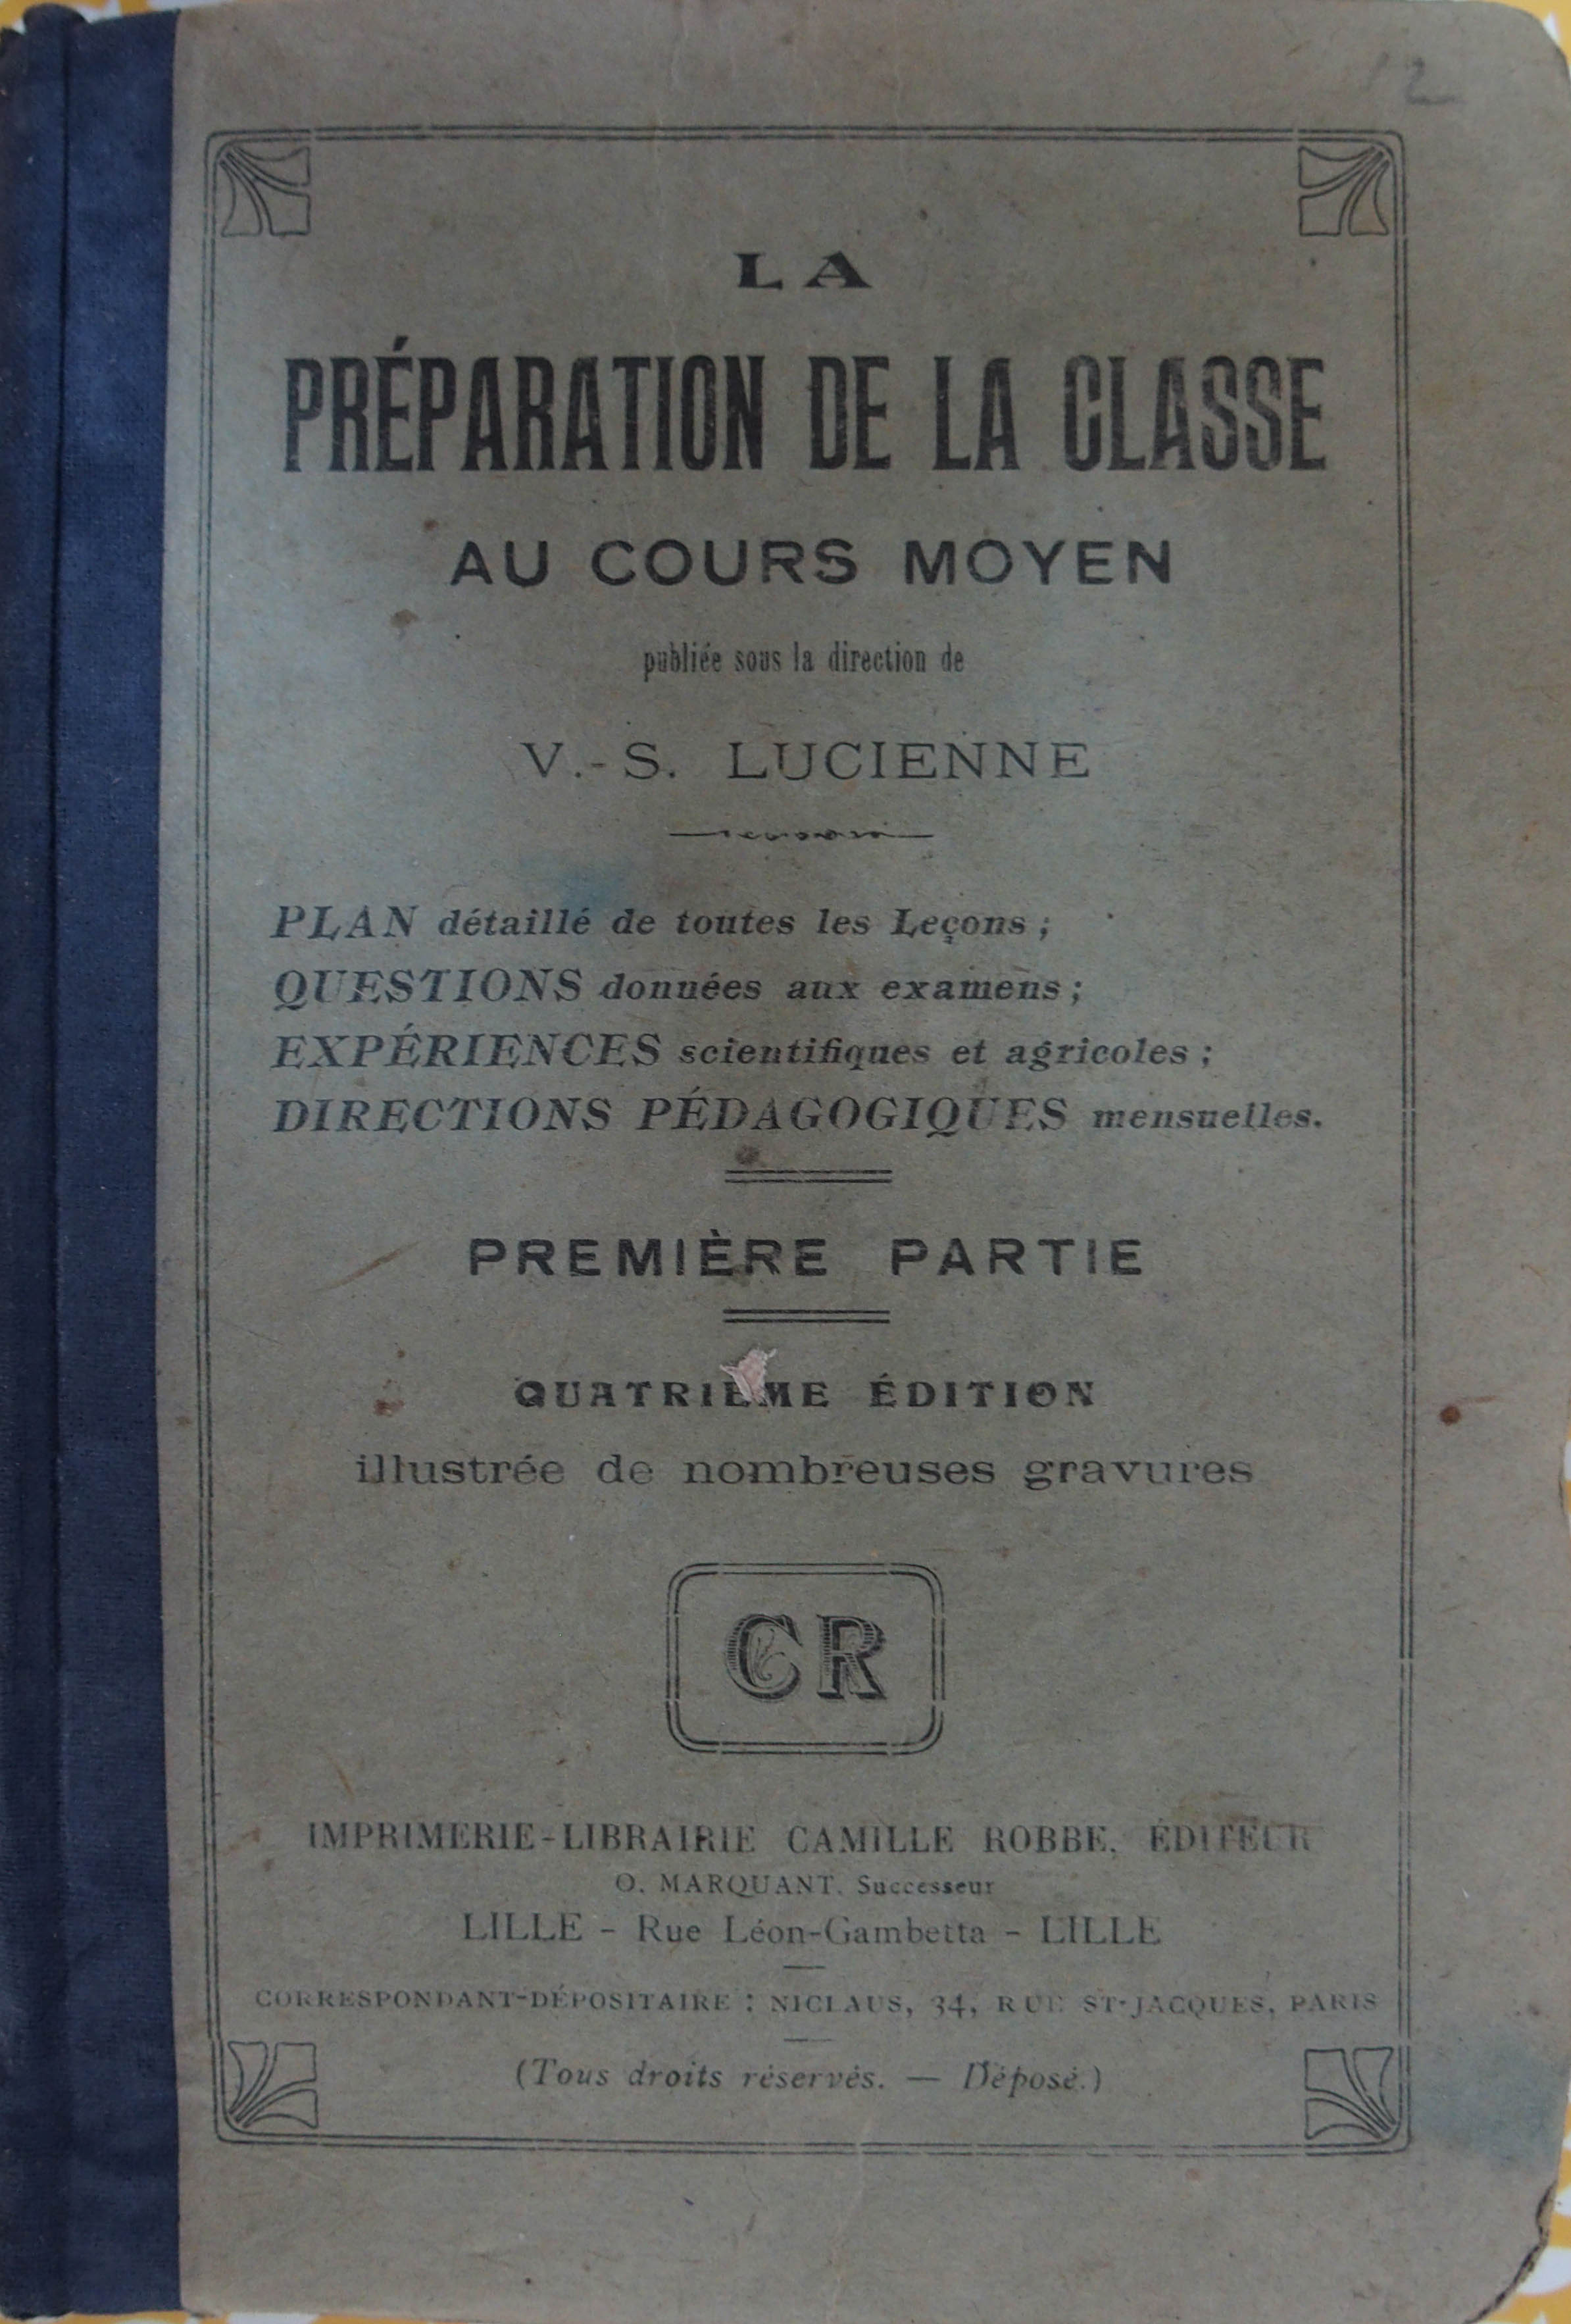 12
LA
PRÉPARATION DE LA CLASSE
AU COURS MOYEN
publiée sous la direction de
V.-S. LUCIENNE
PLAN détaillé de toutes les Leçons ;
QUESTIONS données aux examens ;
EXPÉRIENCES scientifiques et agricoles ;
DIRECTIONS PÉDAGOGIQUES mensuelles.
PREMIÈRE PARTIE
QUATRIÈME ÉDITION
illustrée de nombreuses gravures
CR
IMPRIMERIE-LIBRAIRIE CAMILLE ROBBE, ÉDITEUR
O. MARQUANT, Successeur
LILLE - Rue Léon-Gambetta - LILLE
CORRESPONDANT-DÉPOSITAIRE : NICLAUS, 34, RUE ST-JACQUES, PARIS
(Tous droits réservés. — Déposé.)